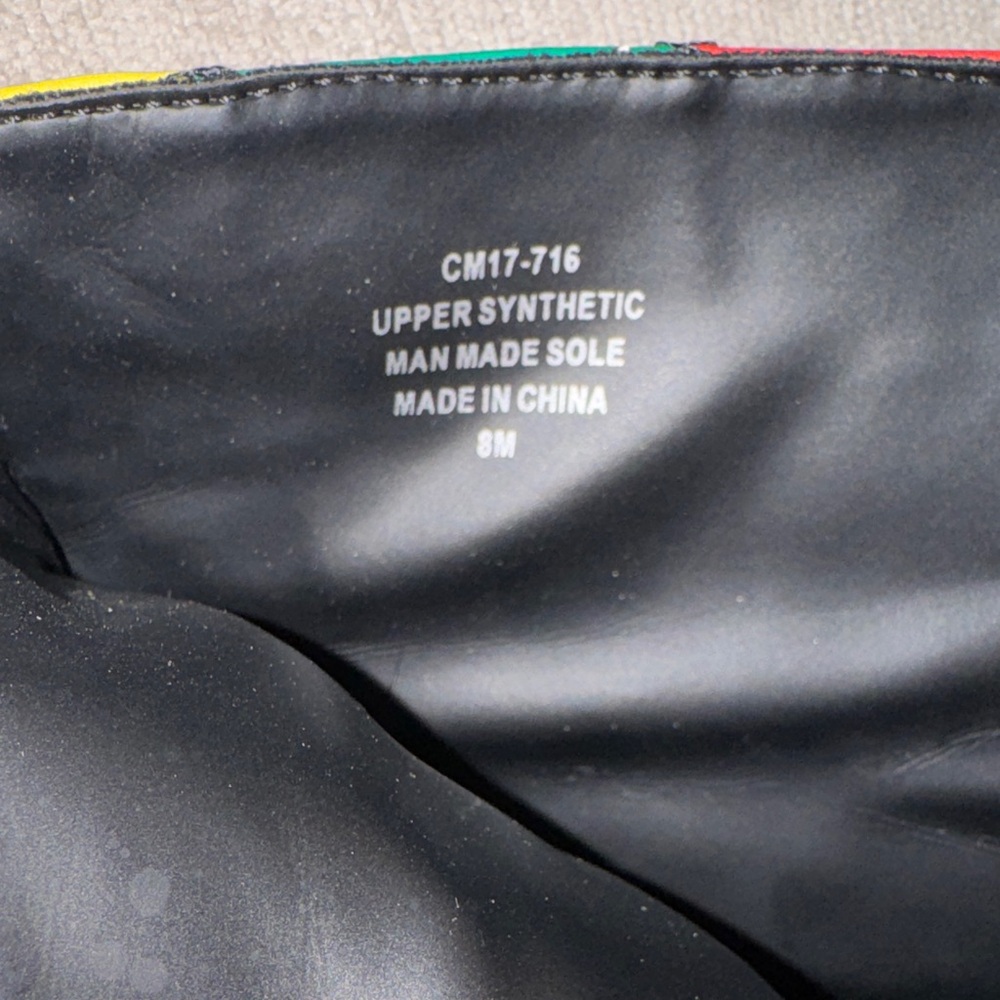 CM17-716
UPPER SYNTHETIC
MAN MADE SOLE
MADE IN CHINA
8M